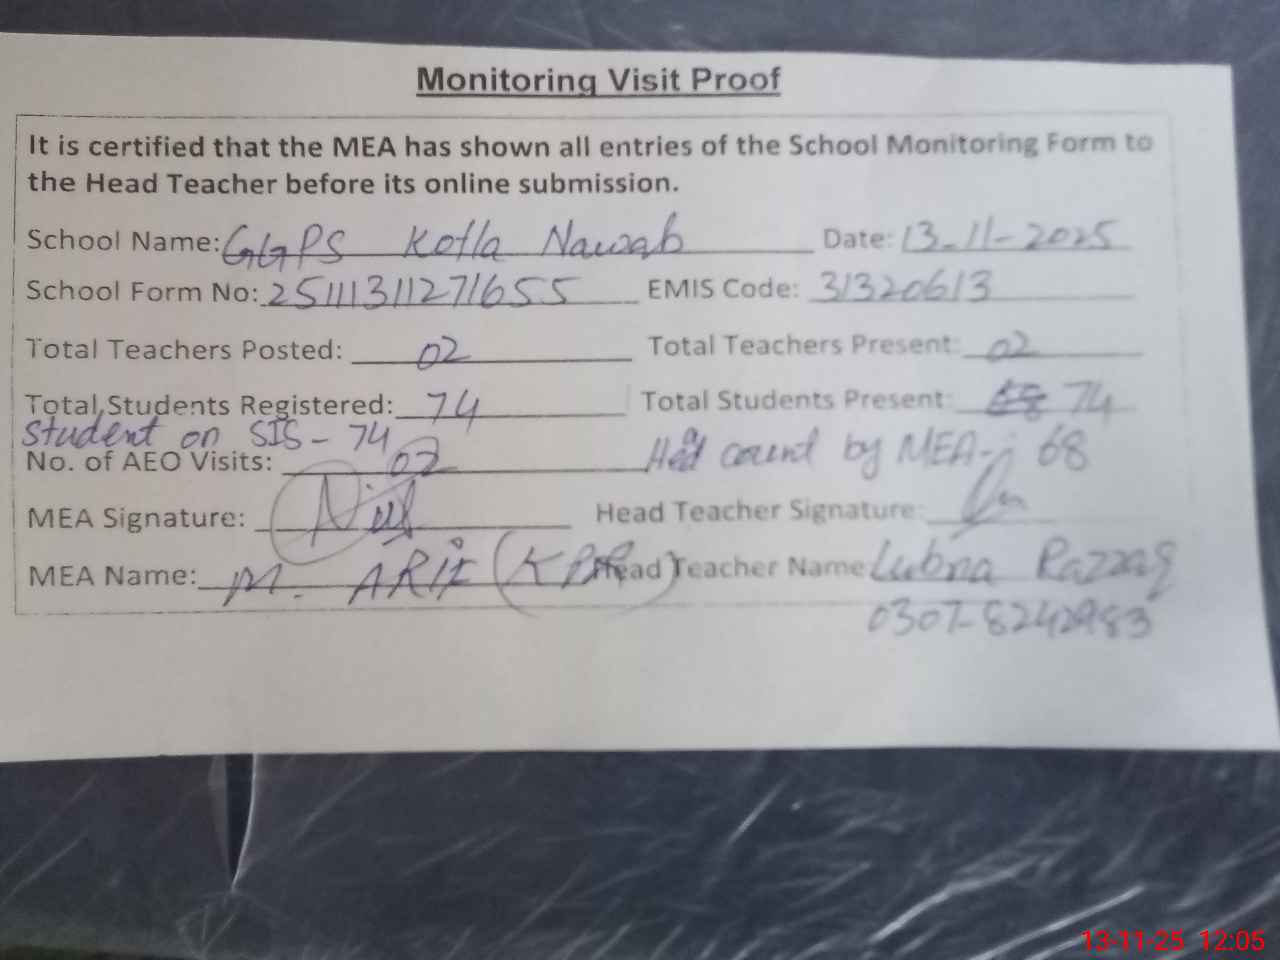 Monitoring Visit Proof
It is certified that the MEA has shown all entries of the School Monitoring Form to
the Head Teacher before its online submission.
School Name: GGPS Kotla Nawab Date: 13-11-2025
School Form No: 25111311271655 EMIS Code: 31320613
Total Teachers Posted: 02 Total Teachers Present: 02
Total Students Registered: 74 Total Students Present: 74
Student on SIS - 74
No. of AEO Visits: 02 Head count by MEA - 68
MEA Signature: Head Teacher Signature:
MEA Name: M. ARIF Head Teacher Name Lubna Razzaq
0307-8242983
13-11-25 12:05